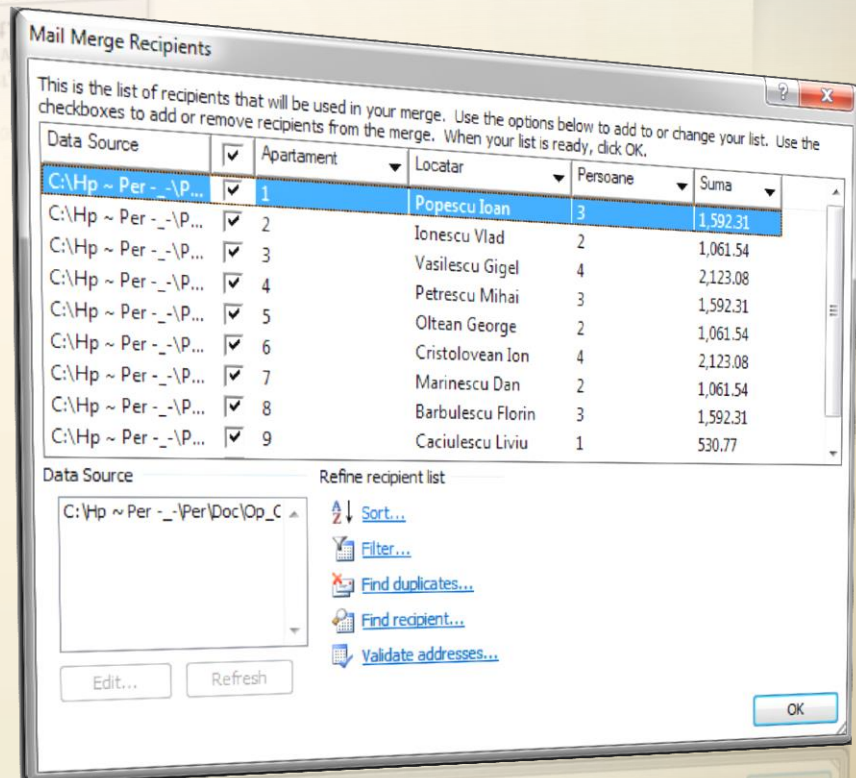 Mail Merge Recipients
This is the list of recipients that will be used in your merge. Use the options below to add to or change your list. Use the
checkboxes to add or remove recipients from the merge. When your list is ready, click OK.
Data Source Apartament Locatar Persoane Suma
C:\Hp ~ Per -_-\P... 1 Popescu Ioan 3 1,592.31
C:\Hp ~ Per -_-\P... 2 Ionescu Vlad 2 1,061.54
C:\Hp ~ Per -_-\P... 3 Vasilescu Gigel 4 2,123.08
C:\Hp ~ Per -_-\P... 4 Petrescu Mihai 3 1,592.31
C:\Hp ~ Per -_-\P... 5 Oltean George 2 1,061.54
C:\Hp ~ Per -_-\P... 6 Cristolovean Ion 4 2,123.08
C:\Hp ~ Per -_-\P... 7 Marinescu Dan 2 1,061.54
C:\Hp ~ Per -_-\P... 8 Barbulescu Florin 3 1,592.31
C:\Hp ~ Per -_-\P... 9 Caciulescu Liviu 1 530.77
Data Source
C:\Hp ~ Per -_-\Per\Doc\Op_C
Edit... Refresh
Refine recipient list
Sort...
Filter...
Find duplicates...
Find recipient...
Validate addresses...
OK